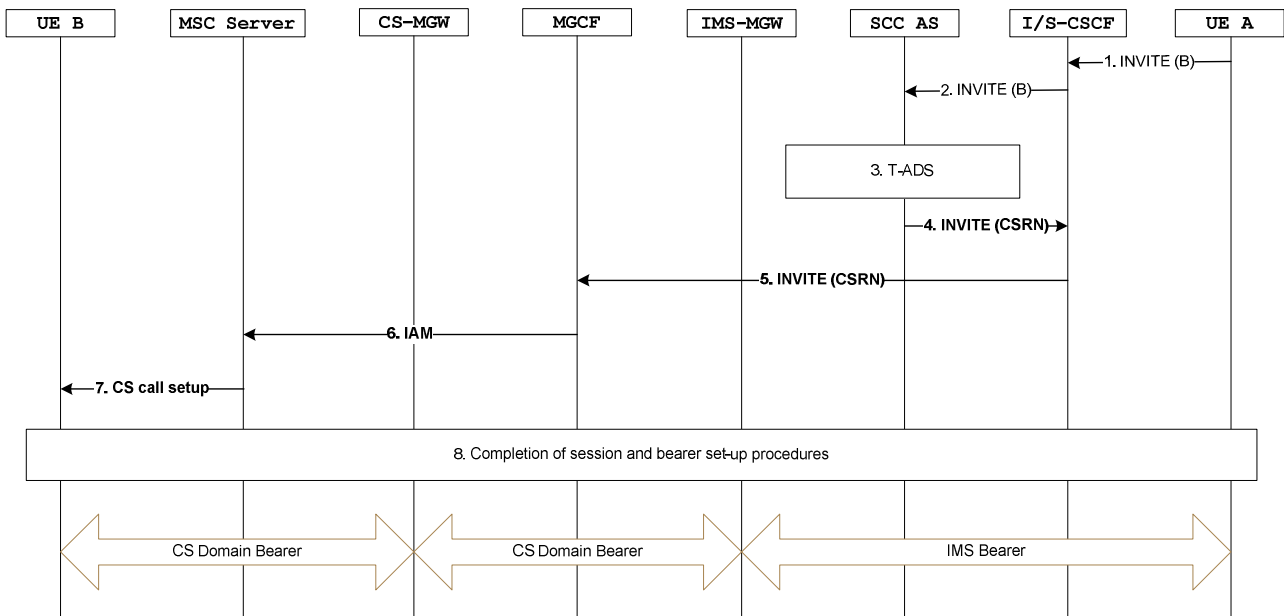 UE B
MSC Server
CS-MGW
MGCF
IMS-MGW
SCC AS
I/S-CSCF
UE A
1. INVITE (B)
2. INVITE (B)
3. T-ADS
4. INVITE (CSRN)
5. INVITE (CSRN)
6. IAM
7. CS call setup
8. Completion of session and bearer set-up procedures
CS Domain Bearer
CS Domain Bearer
IMS Bearer